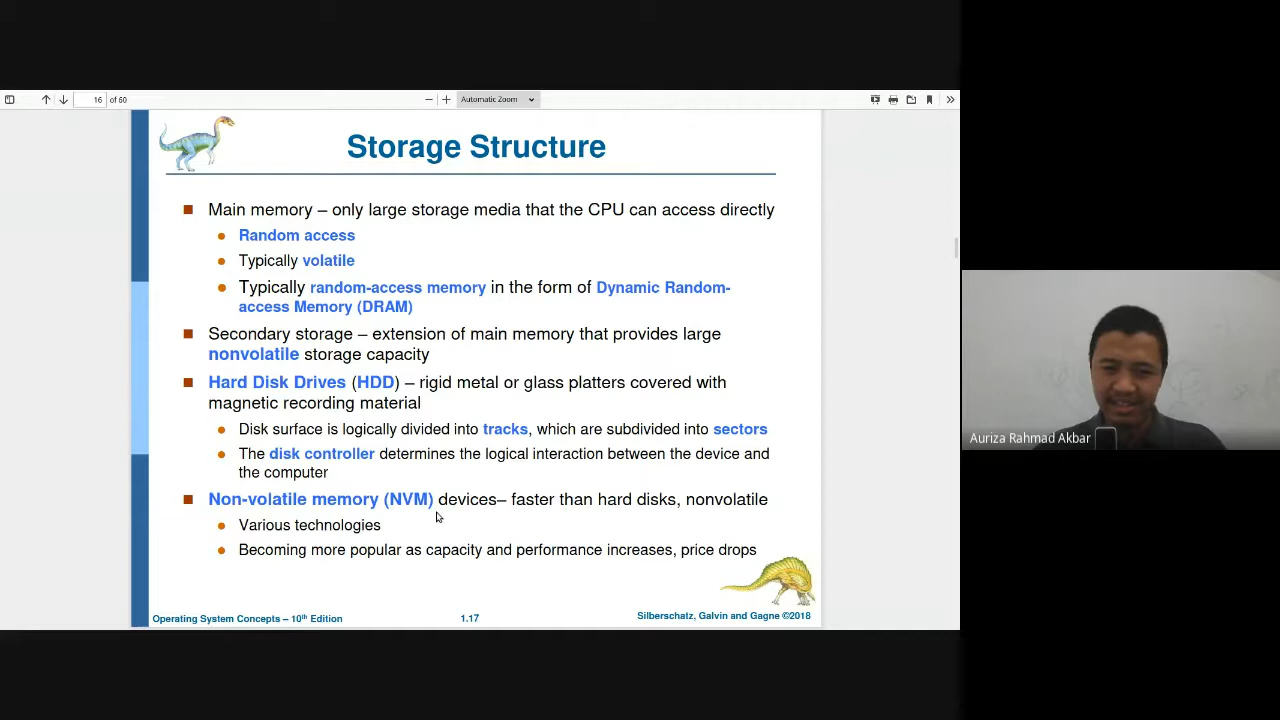 16 of 60
Automatic Zoom
Storage Structure
Main memory – only large storage media that the CPU can access directly
Random access
Typically volatile
Typically random-access memory in the form of Dynamic Random-
access Memory (DRAM)
Secondary storage – extension of main memory that provides large
nonvolatile storage capacity
Hard Disk Drives (HDD) – rigid metal or glass platters covered with
magnetic recording material
Disk surface is logically divided into tracks, which are subdivided into sectors
The disk controller determines the logical interaction between the device and
the computer
Non-volatile memory (NVM) devices– faster than hard disks, nonvolatile
Various technologies
Becoming more popular as capacity and performance increases, price drops
Operating System Concepts – 10th Edition
1.17
Silberschatz, Galvin and Gagne ©2018
Auriza Rahmad Akbar